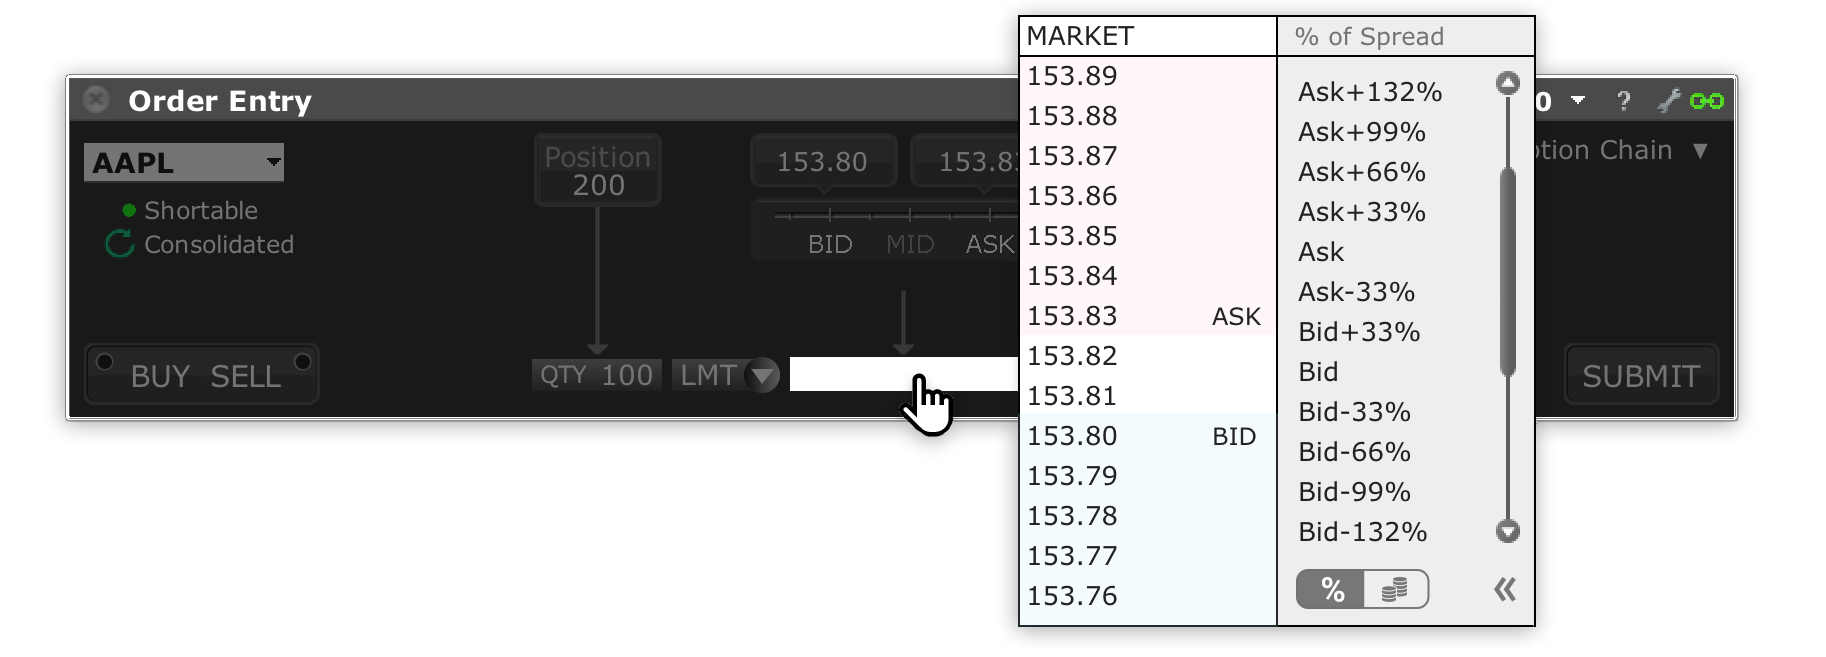 Order Entry
0
?
AAPL
Shortable
Consolidated
Position
200
153.80
153.83
BID MID ASK
tion Chain
BUY SELL
QTY 100
LMT
SUBMIT
MARKET
153.89
153.88
153.87
153.86
153.85
153.84
153.83 ASK
153.82
153.81
153.80 BID
153.79
153.78
153.77
153.76
% of Spread
Ask+132%
Ask+99%
Ask+66%
Ask+33%
Ask
Ask-33%
Bid+33%
Bid
Bid-33%
Bid-66%
Bid-99%
Bid-132%
%